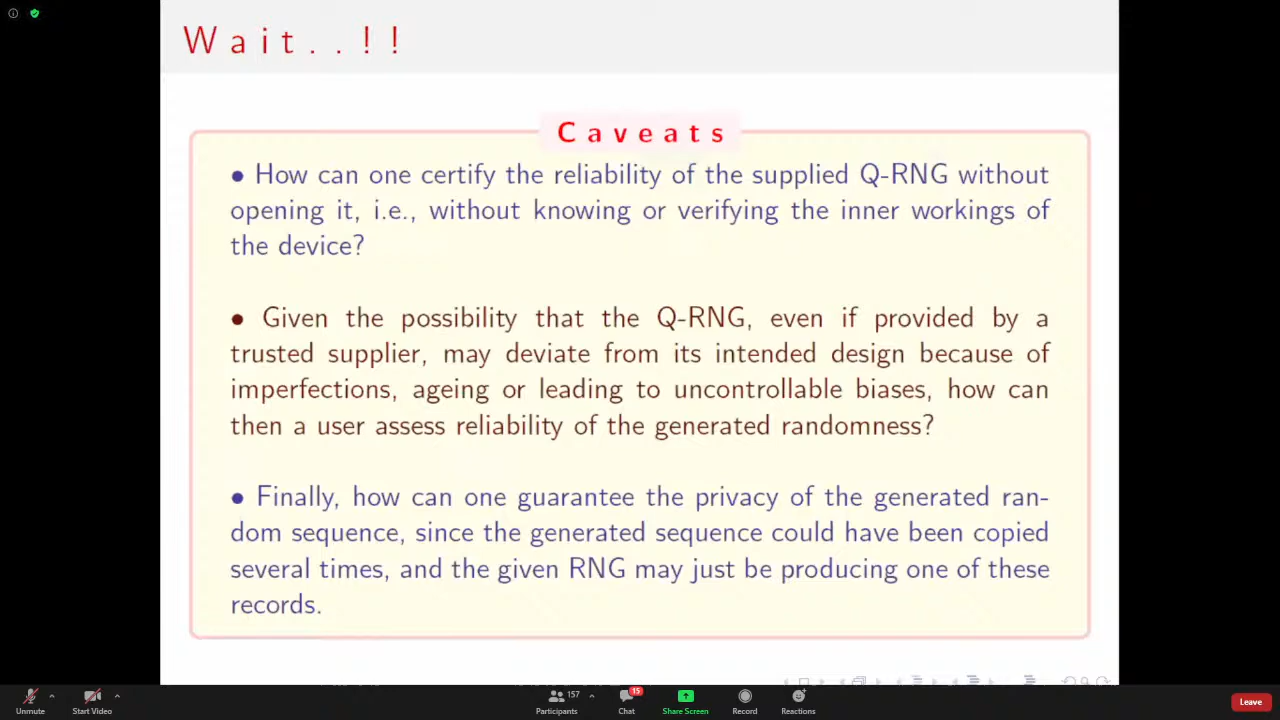 Wait..!!
Caveats
• How can one certify the reliability of the supplied Q-RNG without
opening it, i.e., without knowing or verifying the inner workings of
the device?
• Given the possibility that the Q-RNG, even if provided by a
trusted supplier, may deviate from its intended design because of
imperfections, ageing or leading to uncontrollable biases, how can
then a user assess reliability of the generated randomness?
• Finally, how can one guarantee the privacy of the generated ran-
dom sequence, since the generated sequence could have been copied
several times, and the given RNG may just be producing one of these
records.
Unmute
Start Video
157
Participants
15
Chat
Share Screen
Record
Reactions
Leave